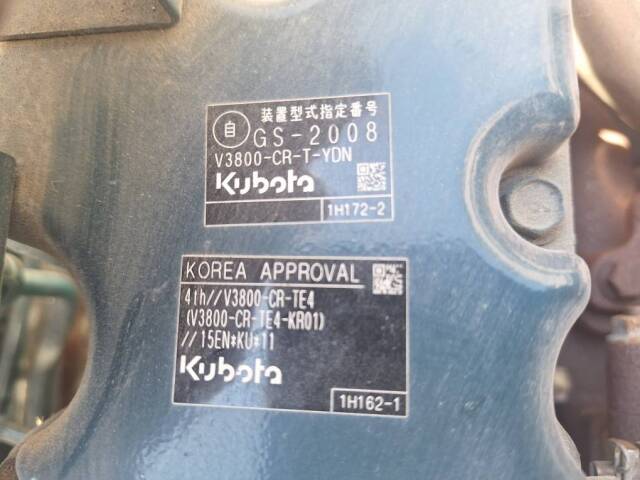 装置型式指定番号
自 GS-2008
V3800-CR-T-YDN
Kubota
1H172-2
KOREA APPROVAL
4th//V3800-CR-TE4
(V3800-CR-TE4-KR01)
//15EN*KU*11
Kubota
1H162-1